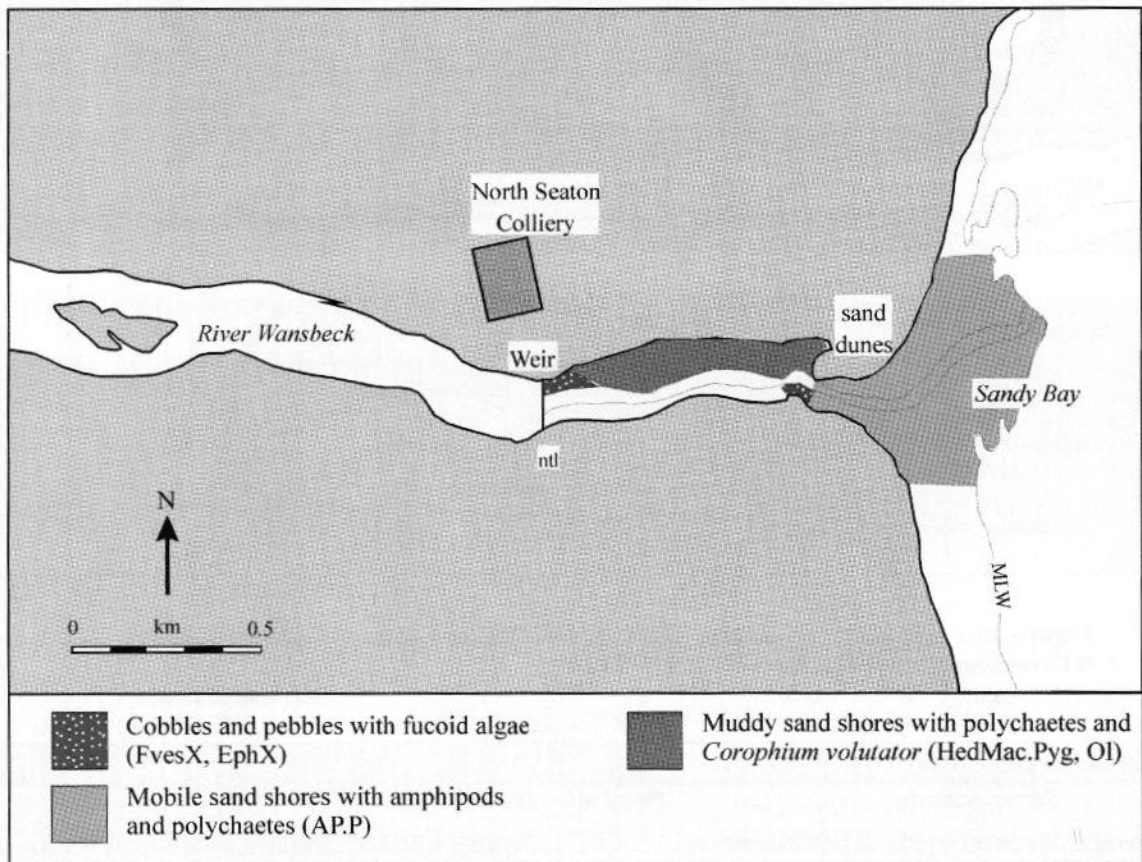 North Seaton
Colliery
River Wansbeck
Weir
sand
dunes
Sandy Bay
ntl
N
MLW
0 km 0.5
Cobbles and pebbles with fucoid algae
(FvesX, EphX)
Mobile sand shores with amphipods
and polychaetes (AP.P)
Muddy sand shores with polychaetes and
Corophium volutator (HedMac.Pyg, Ol)